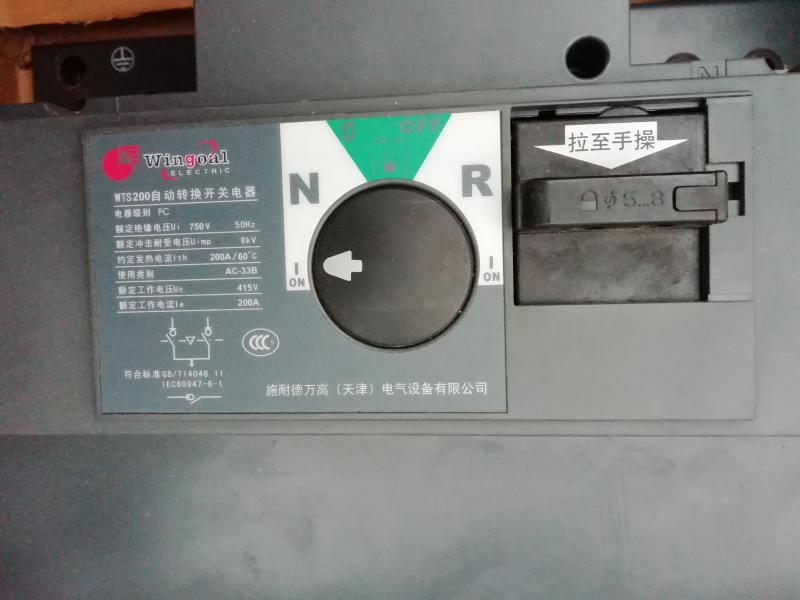 N
Wingoal
ELECTRIC
WTS200自动转换开关电器
电器级别 PC
额定绝缘电压Ui 750V 50Hz
额定冲击耐受电压Uimp 8kV
约定发热电流Ith 200A/60°C
使用类别 AC-33B
额定工作电压Ue 415V
额定工作电流Ie 200A
CCC
符合标准GB/T14048.11
IEC60947-6-1
O OFF
N R
I
ON
I
ON
施耐德万高（天津）电气设备有限公司
拉至手操
ϕ5...8